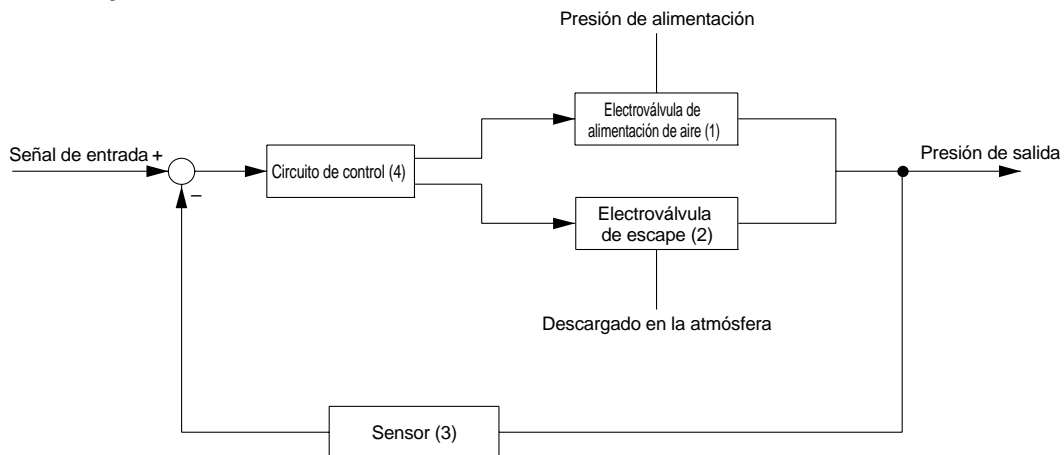 Presión de alimentación
Electroválvula de
alimentación de aire (1)
Señal de entrada +
Presión de salida
Circuito de control (4)
–
Electroválvula
de escape (2)
Descargado en la atmósfera
Sensor (3)